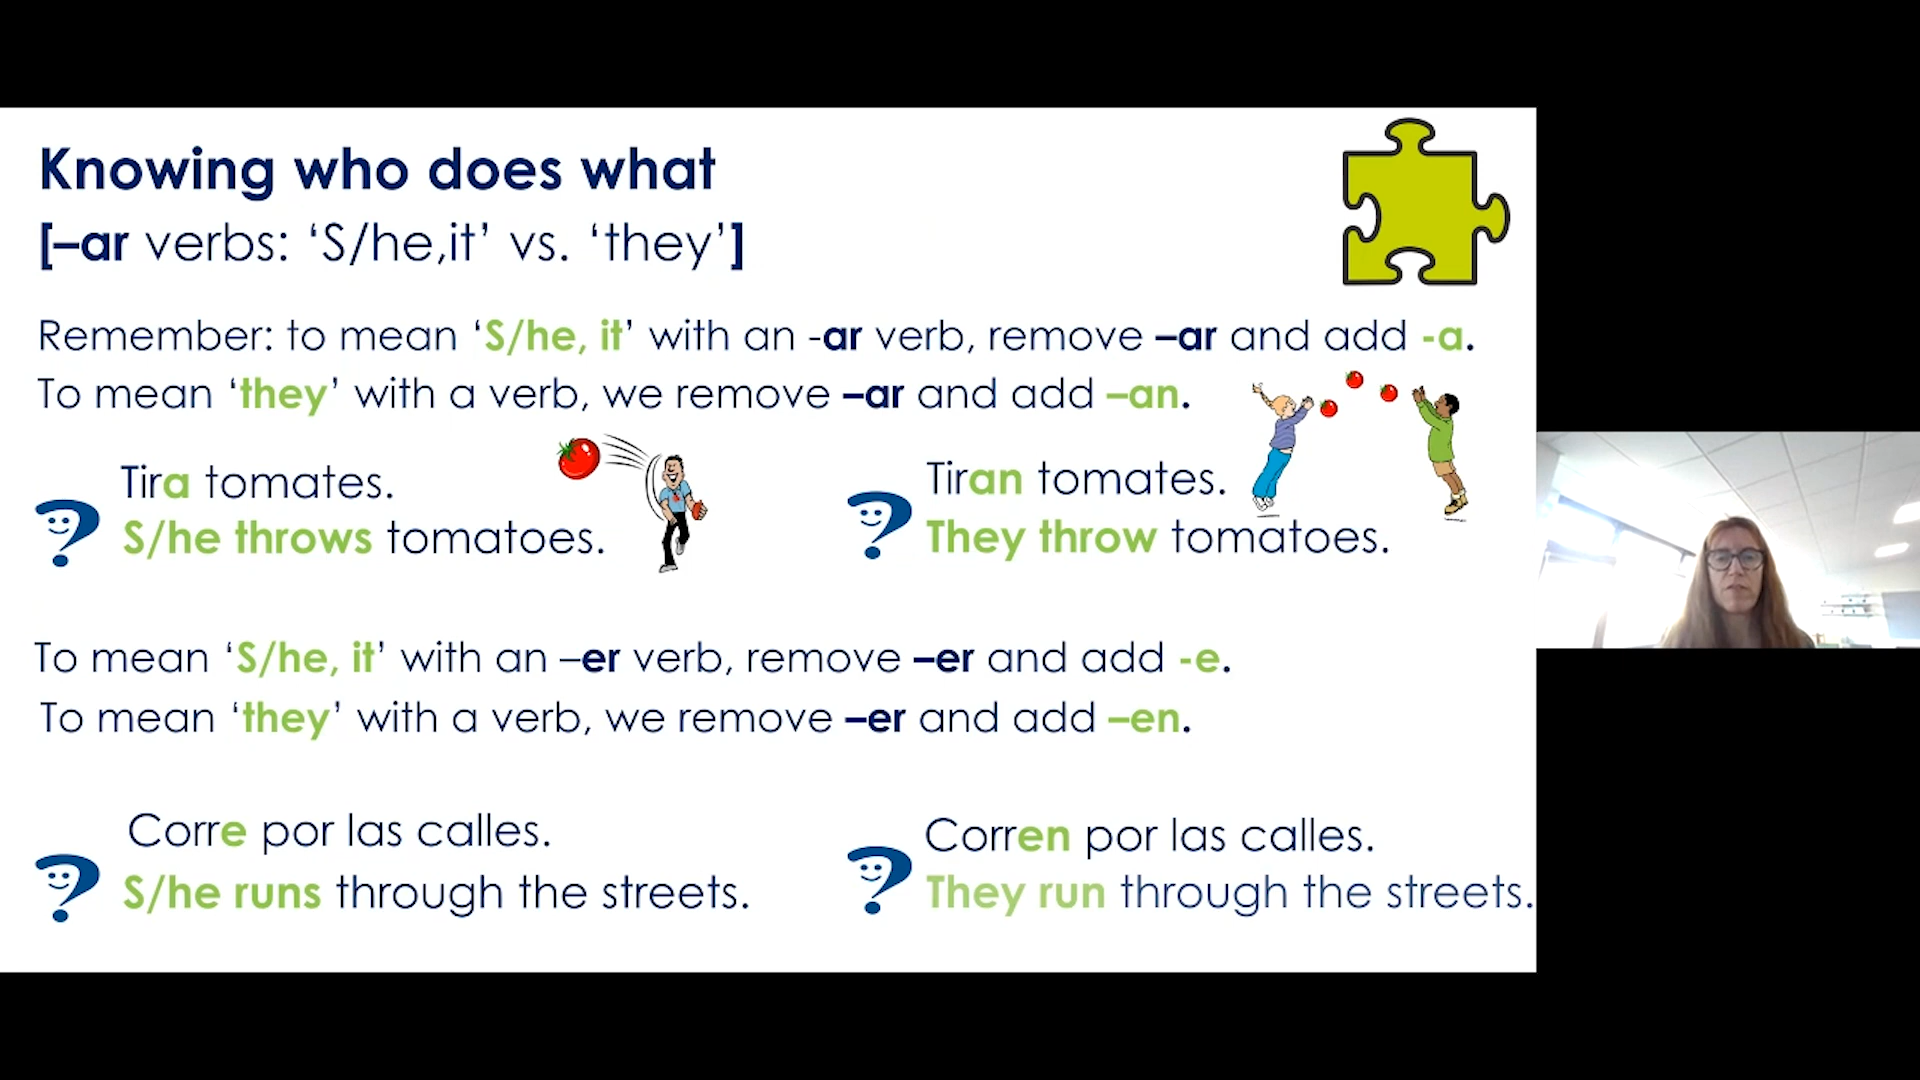 Knowing who does what
[–ar verbs: ‘S/he,it’ vs. ‘they’]
Remember: to mean ‘S/he, it’ with an -ar verb, remove –ar and add -a.
To mean ‘they’ with a verb, we remove –ar and add –an.
Tira tomates.
S/he throws tomatoes.
Tiran tomates.
They throw tomatoes.
To mean ‘S/he, it’ with an –er verb, remove –er and add -e.
To mean ‘they’ with a verb, we remove –er and add –en.
Corre por las calles.
S/he runs through the streets.
Corren por las calles.
They run through the streets.